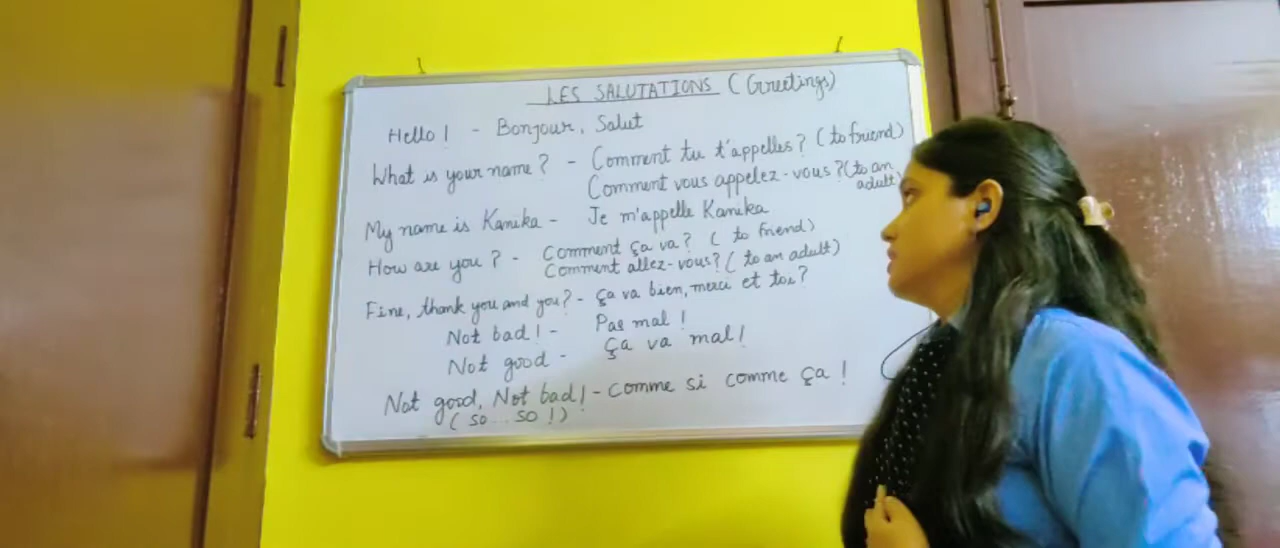 LES SALUTATIONS (Greetings)
Hello! - Bonjour, Salut
What is your name? - Comment tu t'appelles? (to friend)
Comment vous appelez-vous? (to an adult)
My name is Kanika - Je m'appelle Kanika
How are you? - Comment ça va? ( to friend)
Comment allez-vous? ( to an adult)
Fine, thank you and you? - ça va bien, merci et toi?
Not bad! - Pas mal!
Not good - Ça va mal!
Not good, Not bad! - Comme si comme ça!
(so...so!)